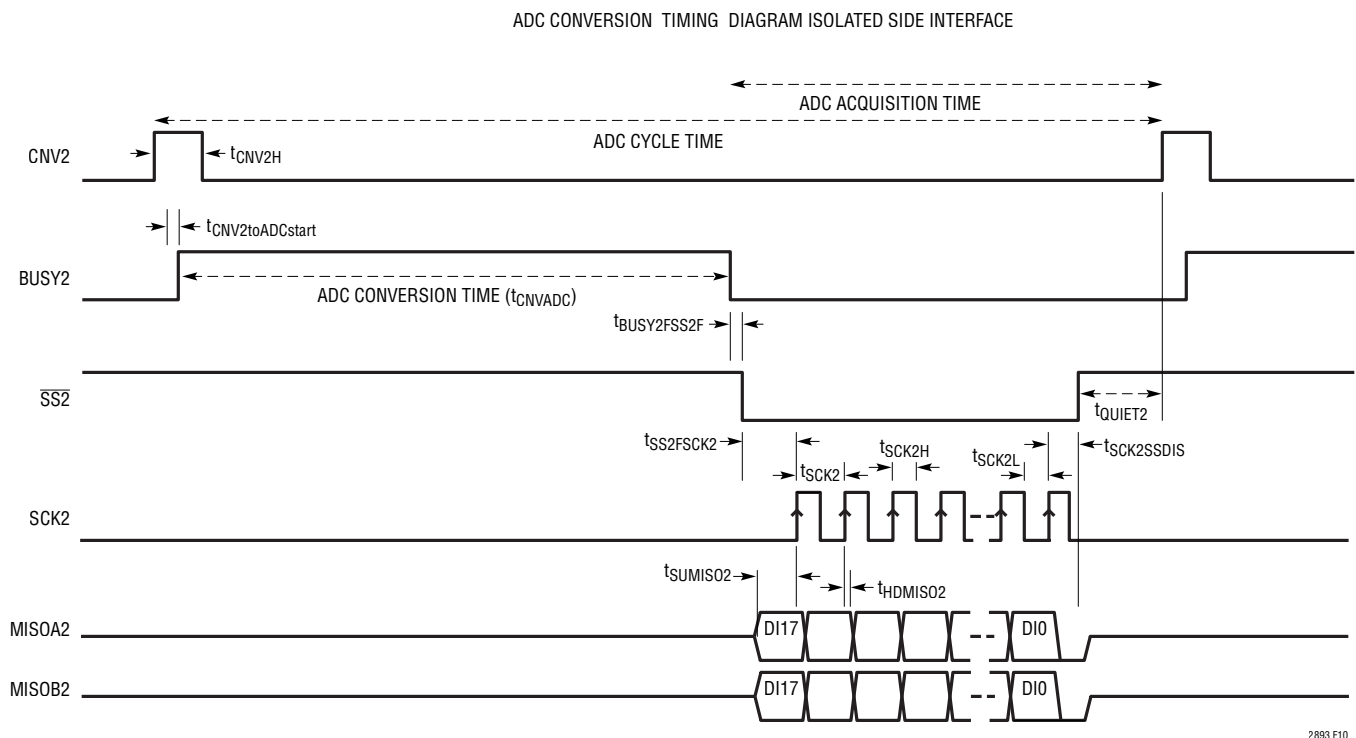 ADC CONVERSION TIMING DIAGRAM ISOLATED SIDE INTERFACE
ADC ACQUISITION TIME
ADC CYCLE TIME
CNV2
tCNV2H
tCNV2toADCstart
BUSY2
ADC CONVERSION TIME (tCNVADC)
tBUSY2FSS2F
SS2
tQUIET2
tSS2FSCK2
tSCK2H
tSCK2L
tSCK2SSDIS
tSCK2
SCK2
tSUMISO2
tHDMISO2
MISOA2
DI17
DI0
MISOB2
DI17
DI0
2893 F10